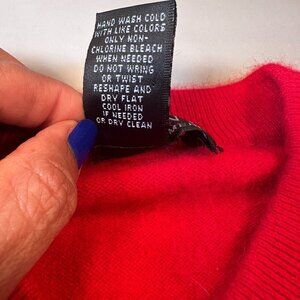 HAND WASH COLD
WITH LIKE COLORS
ONLY NON-
CHLORINE BLEACH
WHEN NEEDED
DO NOT WRING
OR TWIST
RESHAPE AND
DRY FLAT
COOL IRON
IF NEEDED
OR DRY CLEAN